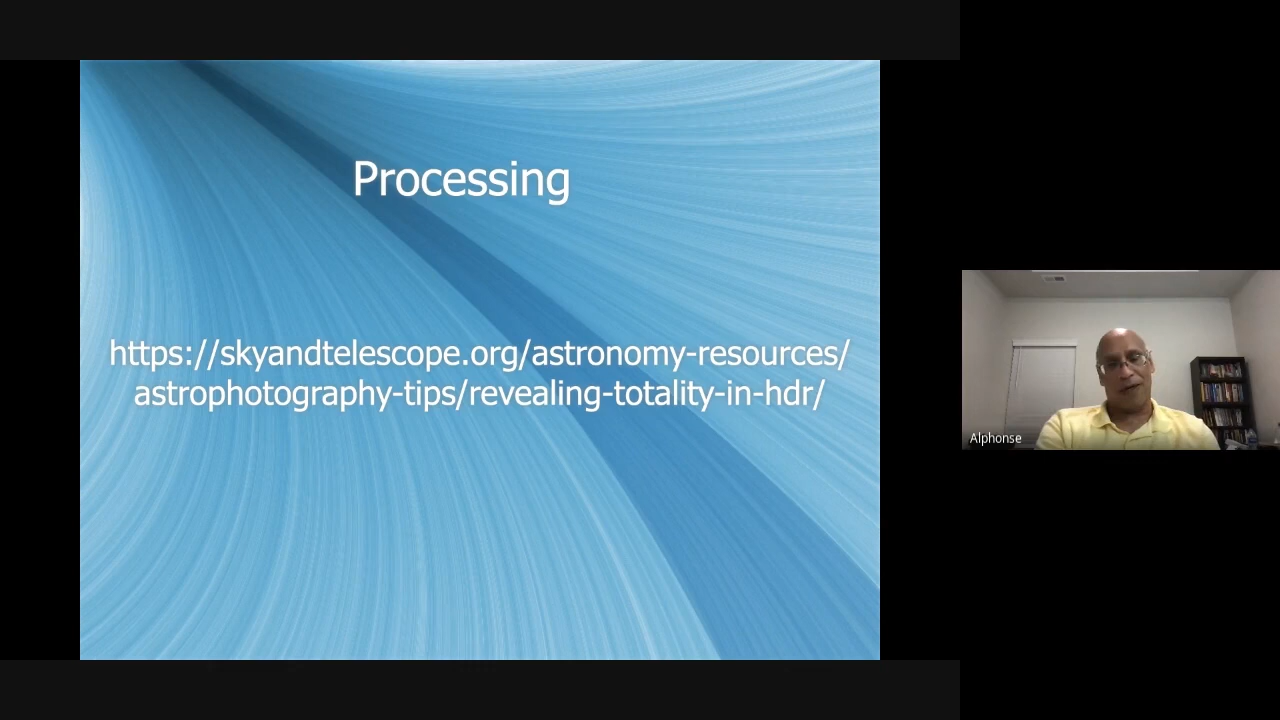 Processing
https://skyandtelescope.org/astronomy-resources/
astrophotography-tips/revealing-totality-in-hdr/
Alphonse